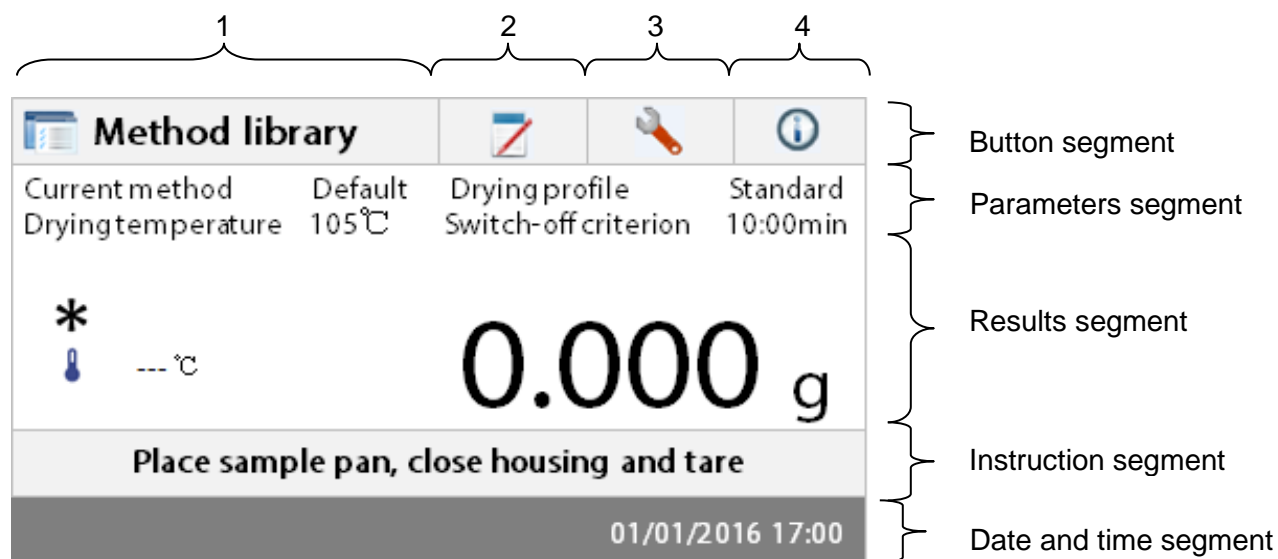 1 2 3 4
Method library
Button segment
Current method Default Drying profile Standard
Drying temperature 105℃ Switch-off criterion 10:00min
Parameters segment
*
--- ℃ 0.000 g
Results segment
Place sample pan, close housing and tare
Instruction segment
01/01/2016 17:00
Date and time segment